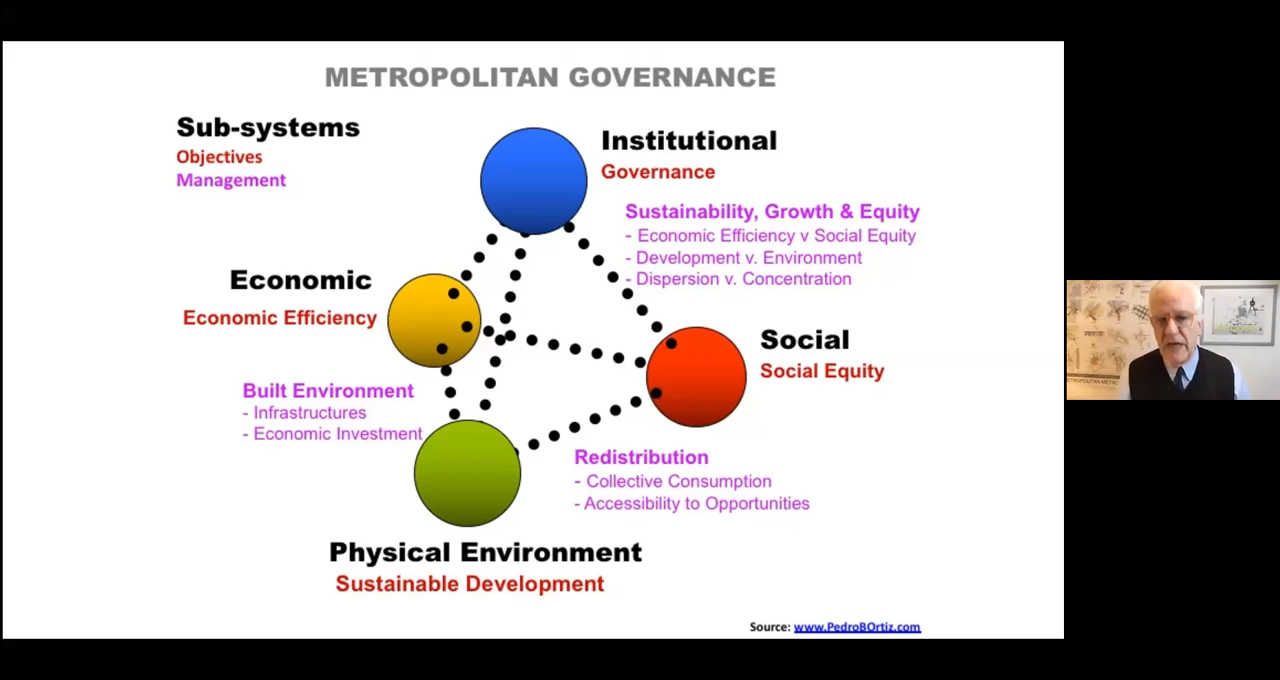 METROPOLITAN GOVERNANCE
Sub-systems
Objectives
Management
Institutional
Governance
Sustainability, Growth & Equity
- Economic Efficiency v Social Equity
- Development v. Environment
- Dispersion v. Concentration
Economic
Economic Efficiency
Social
Social Equity
Built Environment
- Infrastructures
- Economic Investment
Redistribution
- Collective Consumption
- Accessibility to Opportunities
Physical Environment
Sustainable Development
Source: www.PedroBOrtiz.com